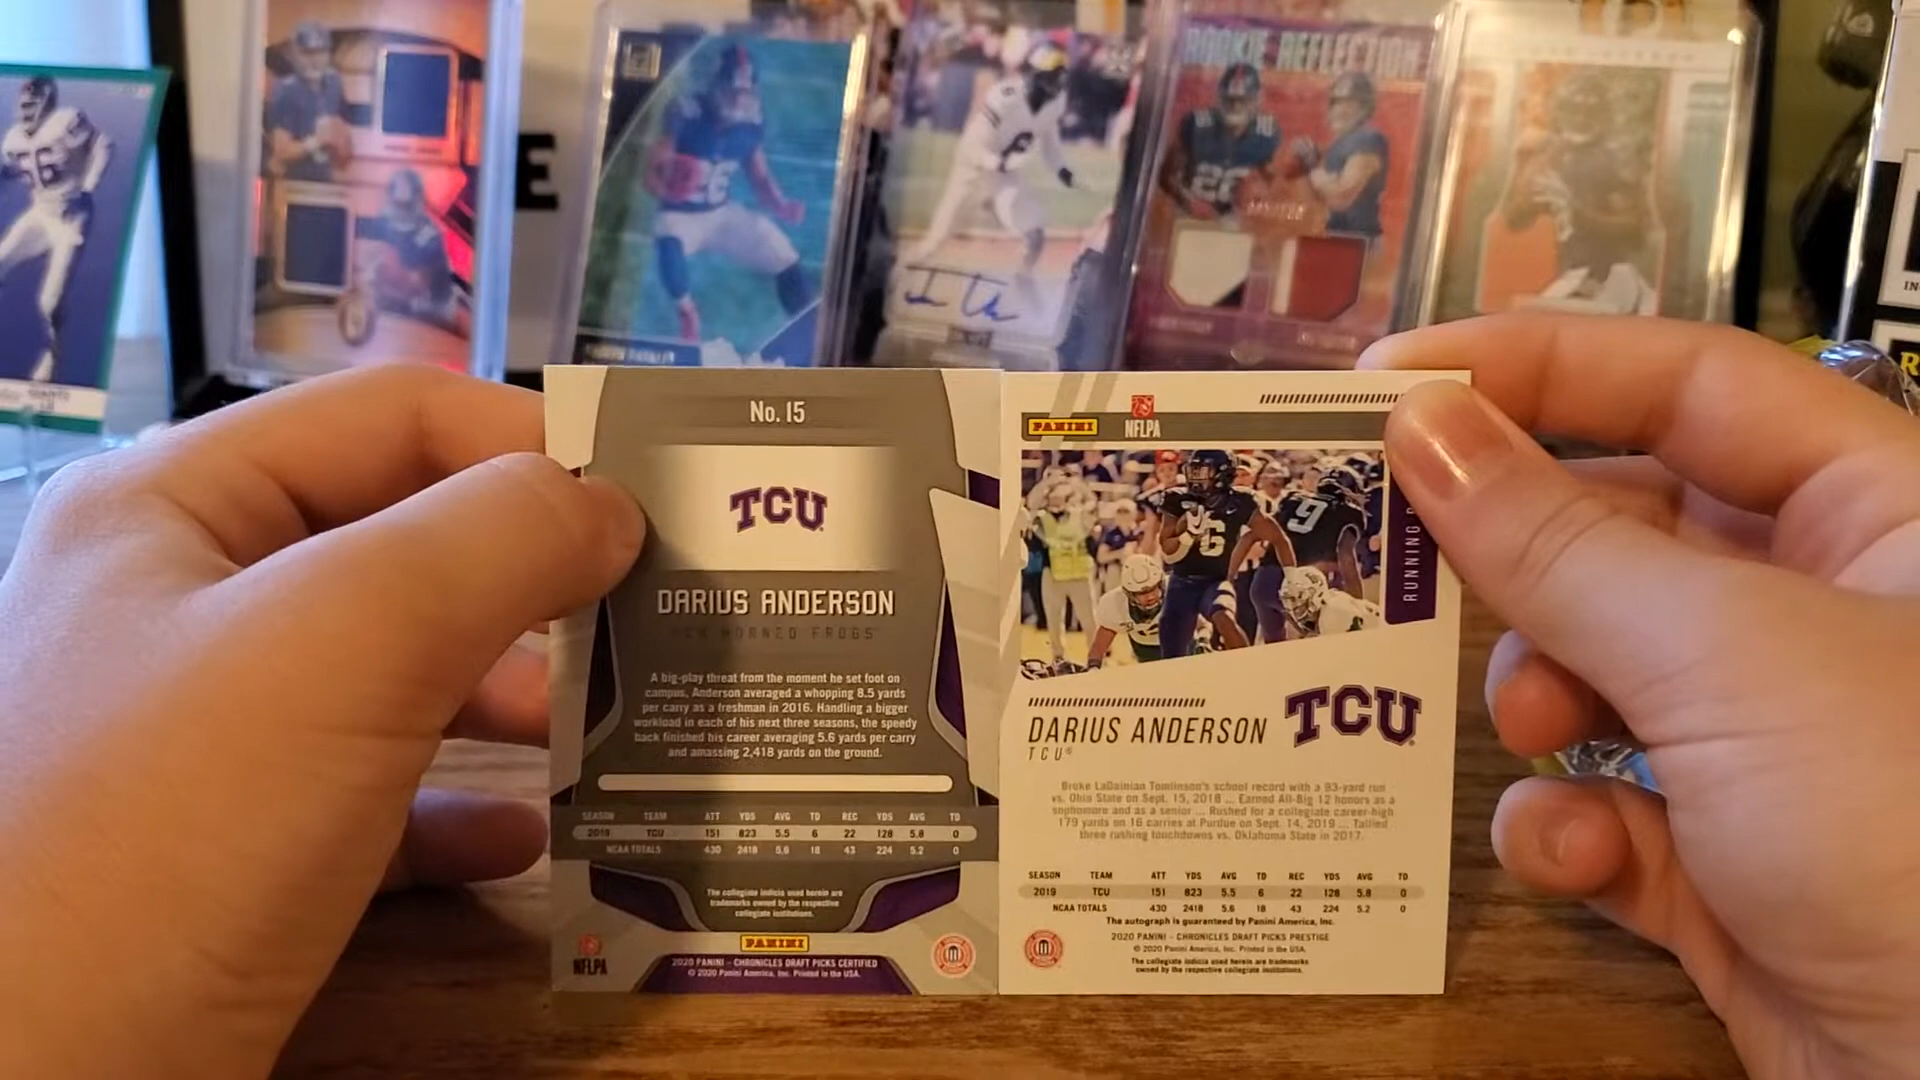 ROOKIE REFLECTION
E
56
26
6
26
GIANTS
No. 15
TCU
DARIUS ANDERSON
HORNED FROGS
A big-play threat from the moment he set foot on
campus, Anderson averaged a whopping 8.5 yards
per carry as a freshman in 2016. Handling a bigger
workload in each of his next three seasons, the speedy
back finished his career averaging 5.6 yards per carry
and amassing 2,418 yards on the ground.
SEASON TEAM ATT YDS AVG TD REC YDS AVG TD
2019 TCU 151 823 5.5 6 22 128 5.8 0
NCAA TOTALS 430 2418 5.6 18 43 224 5.2 0
The collegiate indicia used herein are
trademarks owned by the respective
collegiate institutions.
PANINI
NFLPA
2020 PANINI – CHRONICLES DRAFT PICKS CERTIFIED
© 2020 Panini America, Inc. Printed in the USA.
PANINI
NFLPA
6
9
RUNNING
DARIUS ANDERSON
TCU®
TCU
Broke LaDainian Tomlinson's school record with a 93-yard run
vs. Ohio State on Sept. 15, 2018 ... Earned All-Big 12 honors as a
sophomore and as a senior ... Rushed for a collegiate career-high
179 yards on 16 carries at Purdue on Sept. 14, 2019 ... Tallied
three rushing touchdowns vs. Oklahoma State in 2017.
SEASON TEAM ATT YDS AVG TD REC YDS AVG TD
2019 TCU 151 823 5.5 6 22 128 5.8 0
NCAA TOTALS 430 2418 5.6 18 43 224 5.2 0
The autograph is guaranteed by Panini America, Inc.
2020 PANINI – CHRONICLES DRAFT PICKS PRESTIGE
© 2020 Panini America, Inc. Printed in the USA.
The collegiate indicia used herein are trademarks
owned by the respective collegiate institutions.